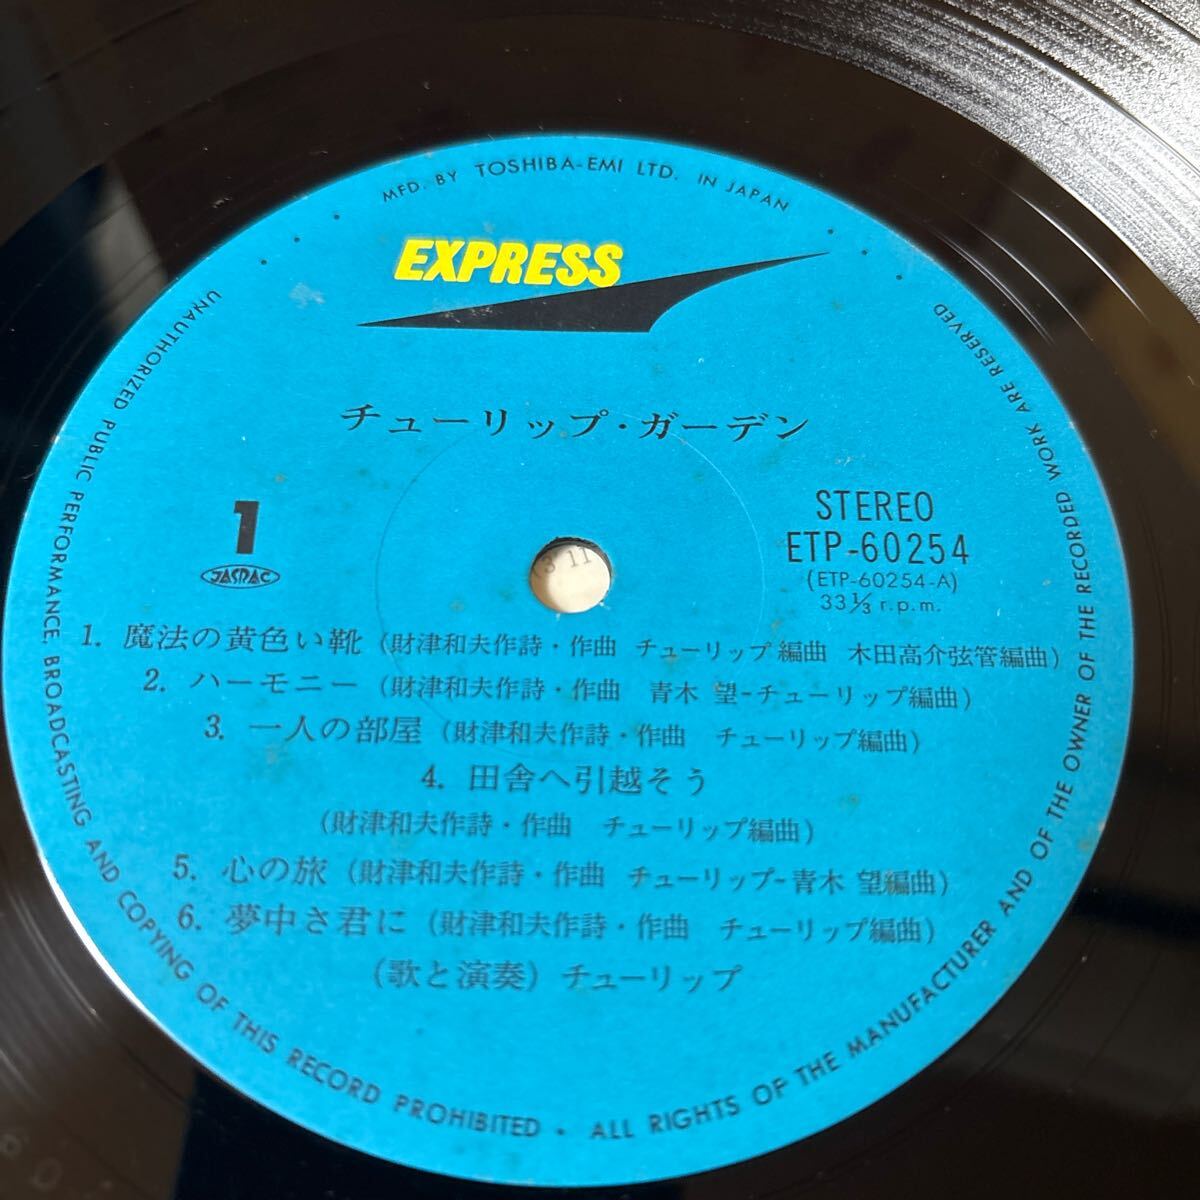 MFD. BY TOSHIBA-EMI LTD. IN JAPAN
EXPRESS
チューリップ・ガーデン
1
JASRAC
STEREO
ETP-60254
(ETP-60254-A)
33⅓ r.p.m.
1. 魔法の黄色い靴 (財津和夫作詩・作曲 チューリップ編曲 木田高介弦管編曲)
2. ハーモニー (財津和夫作詩・作曲 青木 望-チューリップ編曲)
3. 一人の部屋 (財津和夫作詩・作曲 チューリップ編曲)
4. 田舎へ引越そう
(財津和夫作詩・作曲 チューリップ編曲)
5. 心の旅 (財津和夫作詩・作曲 チューリップ-青木 望編曲)
6. 夢中さ君に (財津和夫作詩・作曲 チューリップ編曲)
(歌と演奏) チューリップ
UNAUTHORIZED PUBLIC PERFORMANCE, BROADCASTING AND COPYING OF THIS RECORD PROHIBITED • ALL RIGHTS OF THE MANUFACTURER AND OF THE OWNER OF THE RECORDED WORK ARE RESERVED